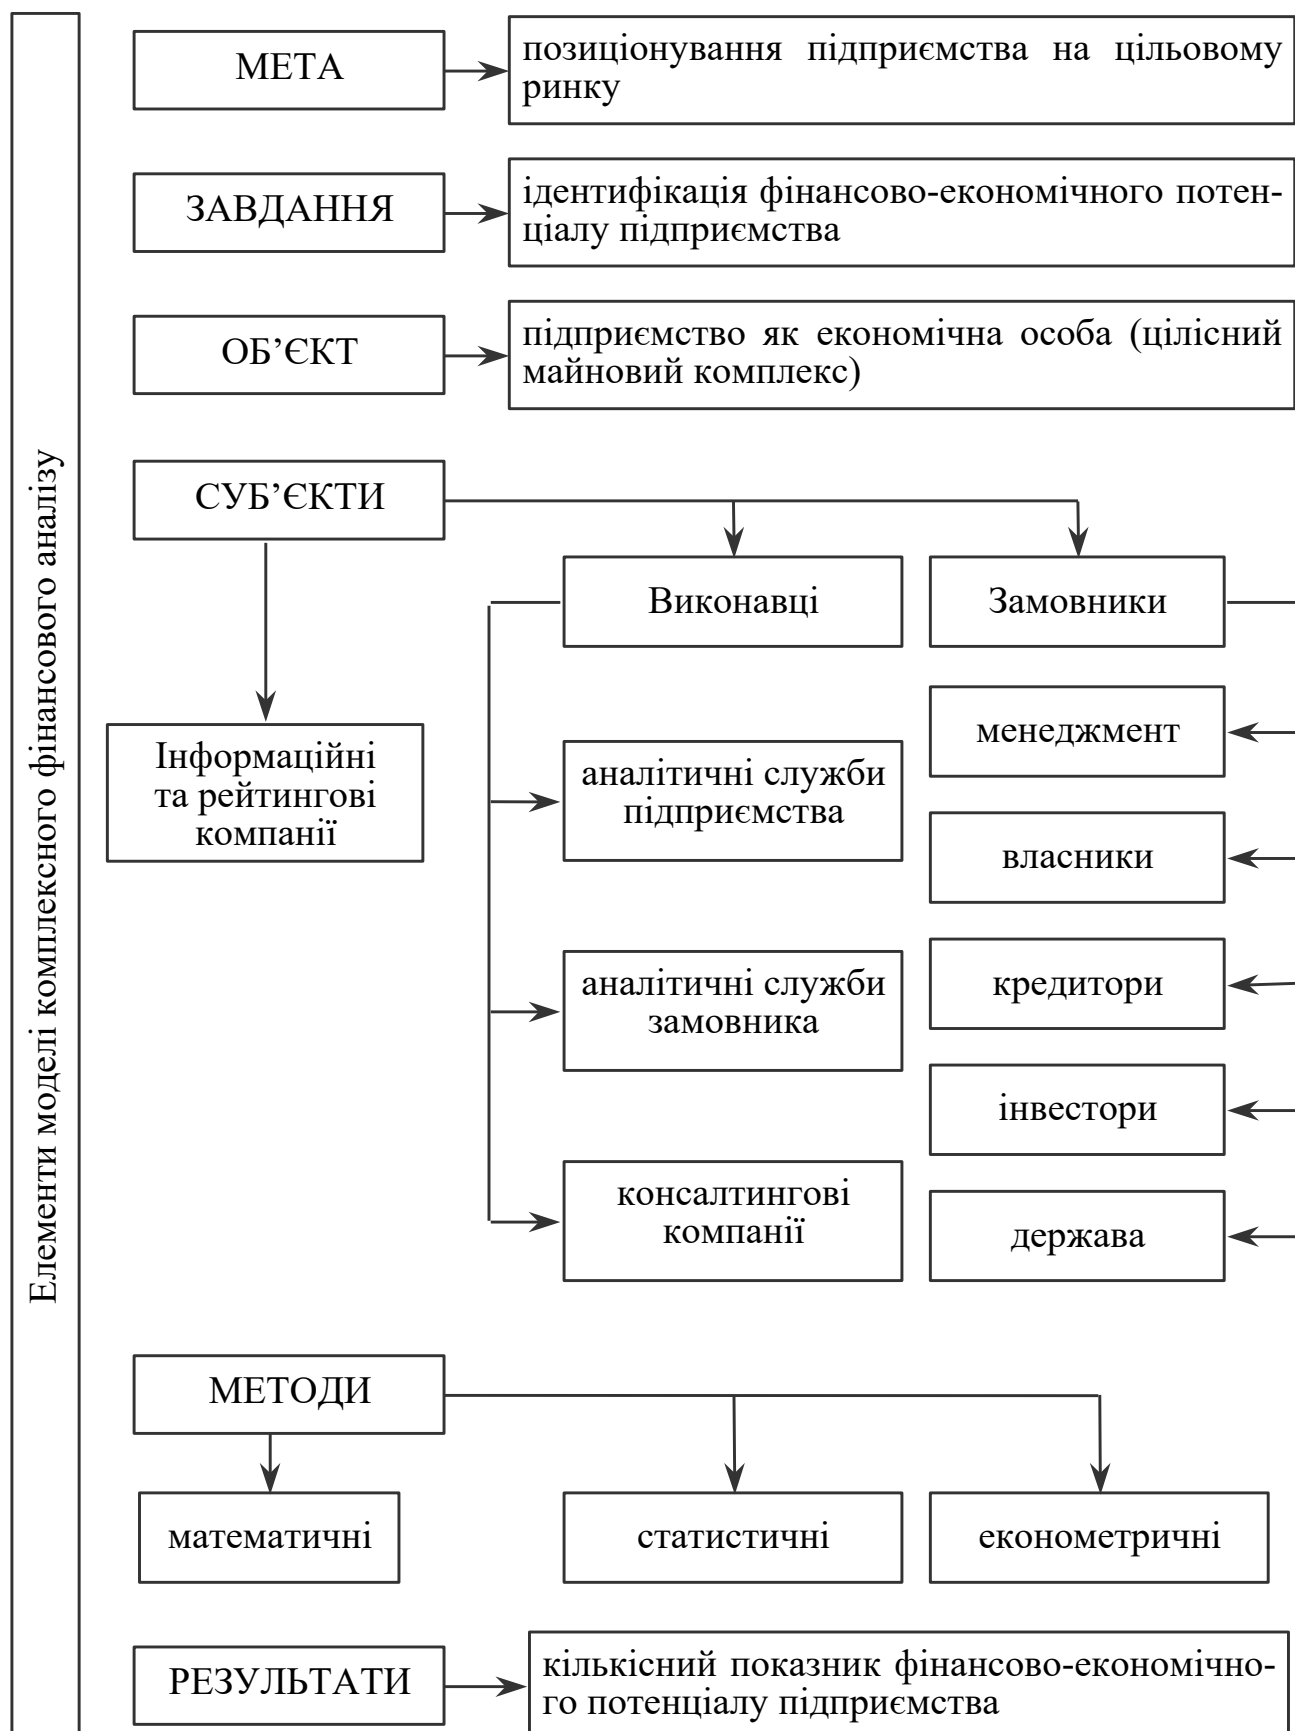 Елементи моделі комплексного фінансового аналізу
МЕТА
позиціонування підприємства на цільовому
ринку
ЗАВДАННЯ
ідентифікація фінансово-економічного потен-
ціалу підприємства
ОБ’ЄКТ
підприємство як економічна особа (цілісний
майновий комплекс)
СУБ’ЄКТИ
Виконавці
Замовники
Інформаційні
та рейтингові
компанії
аналітичні служби
підприємства
аналітичні служби
замовника
консалтингові
компанії
менеджмент
власники
кредитори
інвестори
держава
МЕТОДИ
математичні
статистичні
економетричні
РЕЗУЛЬТАТИ
кількісний показник фінансово-економічно-
го потенціалу підприємства